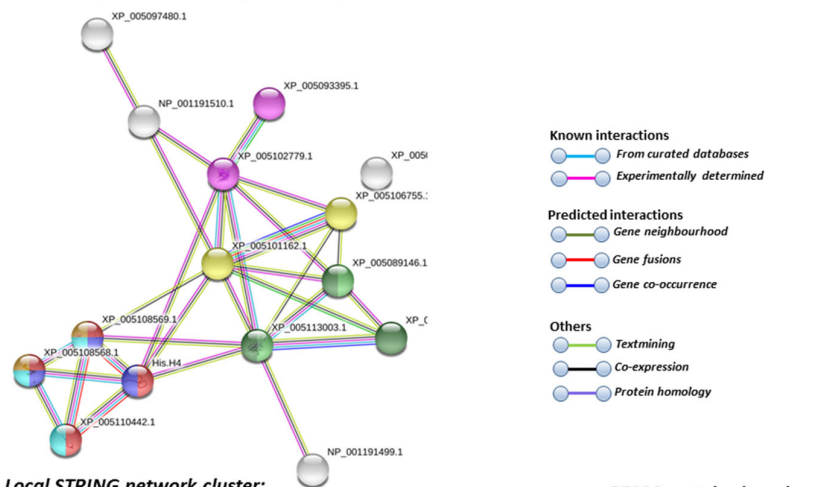 XP_005097480.1
XP_005093395.1
NP_001191510.1
XP_005102779.1
XP_005106755.
XP_005101162.1
XP_005089146.1
XP_005108569.1
XP_005113003.1
XP_005108568.1
His.H4
XP_005110442.1
NP_001191499.1
Local STRING network cluster:
Known interactions
From curated databases
Experimentally determined
Predicted interactions
Gene neighbourhood
Gene fusions
Gene co-occurrence
Others
Textmining
Co-expression
Protein homology